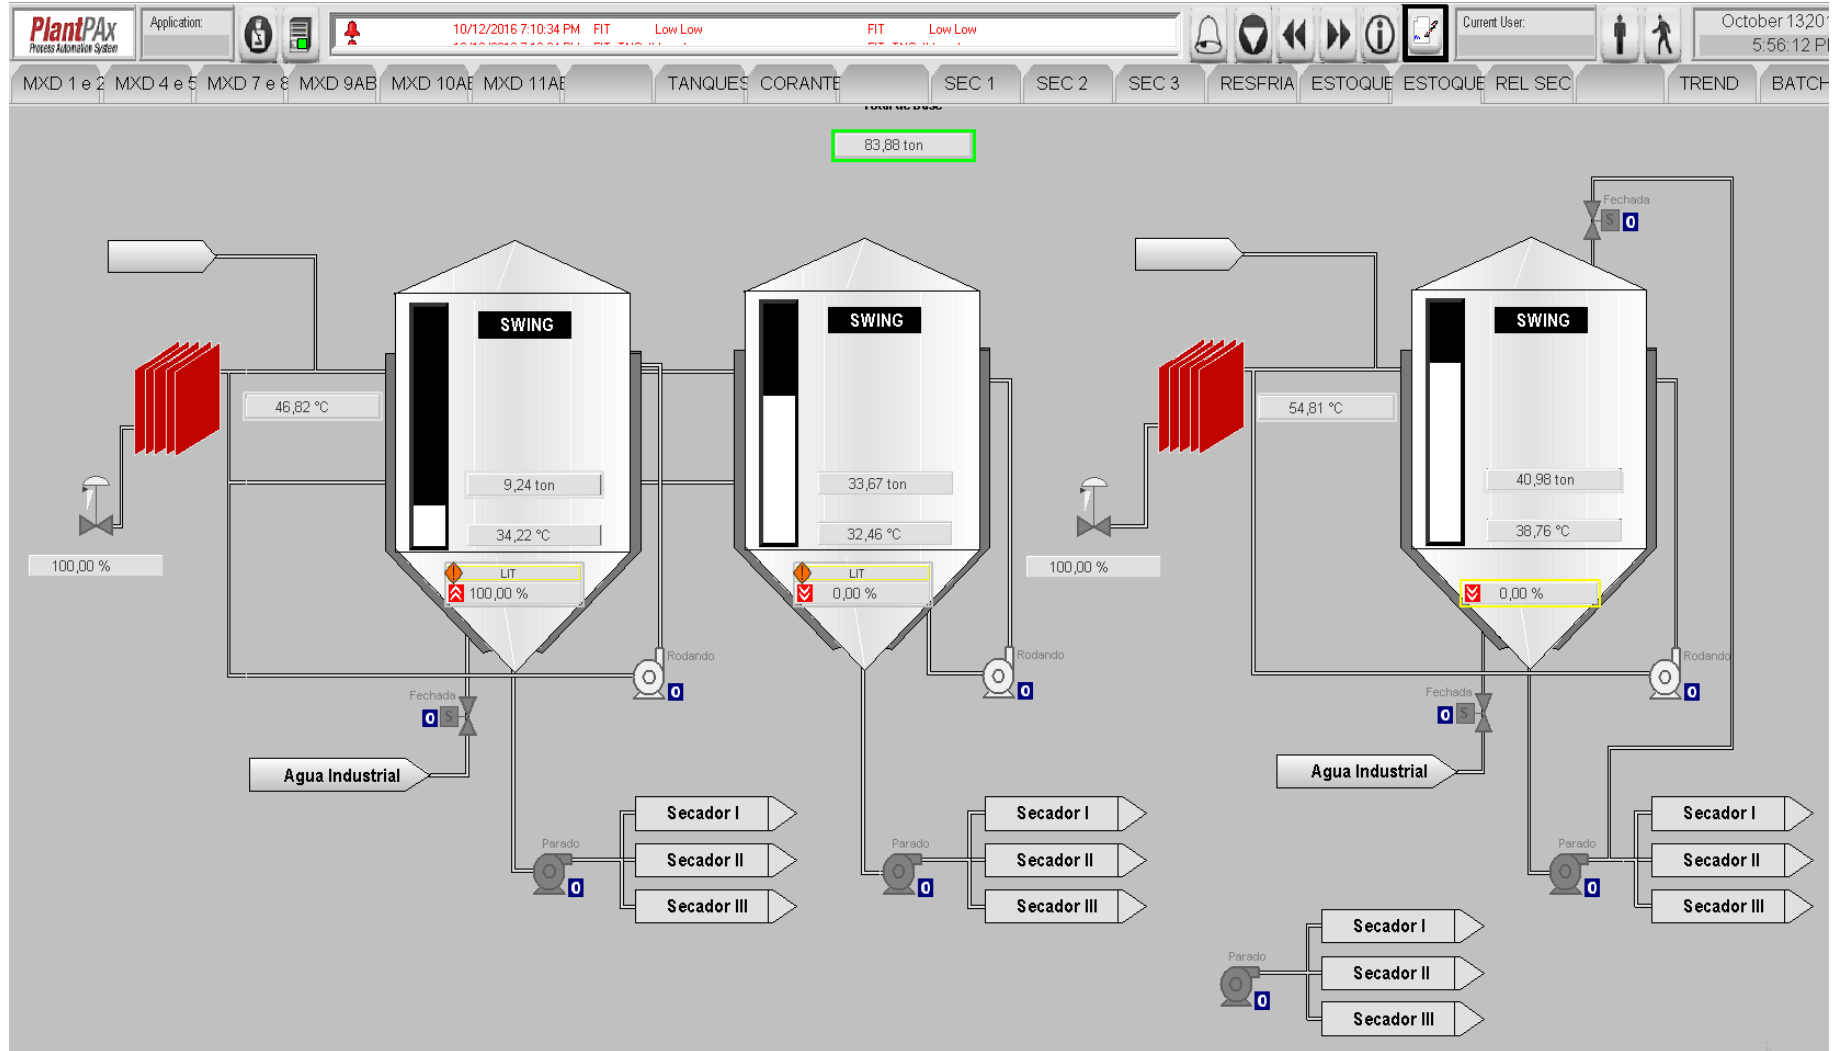 PlantPAx
Process Automation System
Application:
10/12/2016 7:10:34 PM FIT Low Low FIT Low Low
Current User:
October 13 201
5:56:12 P
MXD 1 e 2 MXD 4 e 5 MXD 7 e 8 MXD 9AB MXD 10AE MXD 11AE TANQUES CORANTE SEC 1 SEC 2 SEC 3 RESFRIA ESTOQUE ESTOQUE REL SEC TREND BATCH
Total de Base
83,88 ton
Fechada
S 0
SWING SWING SWING
46,82 °C 54,81 °C
9,24 ton 33,67 ton 40,98 ton
34,22 °C 32,46 °C 38,76 °C
100,00 % 100,00 %
LIT LIT
100,00 % 0,00 % 0,00 %
Rodando Rodando Rodando
0 0 0
Fechada Fechada
0 S 0 S
Agua Industrial Agua Industrial
Secador I Secador I Secador I
Parado Parado Parado
Secador II Secador II Secador II
0 0 0
Secador III Secador III Secador III
Secador I
Parado
Secador II
0
Secador III